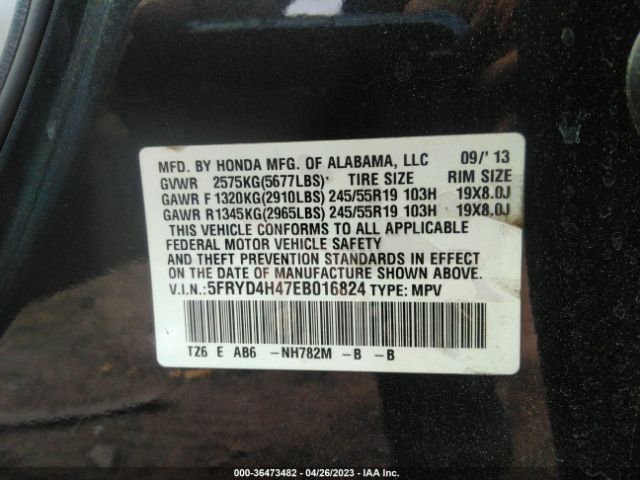 MFD. BY HONDA MFG. OF ALABAMA, LLC 09/' 13
GVWR 2575KG(5677LBS)' TIRE SIZE RIM SIZE
GAWR F 1320KG(2910LBS) 245/55R19 103H 19X8.0J
GAWR R1345KG(2965LBS) 245/55R19 103H 19X8.0J
THIS VEHICLE CONFORMS TO ALL APPLICABLE
FEDERAL MOTOR VEHICLE SAFETY
AND THEFT PREVENTION STANDARDS IN EFFECT
ON THE DATE OF MANUFACTURE SHOWN ABOVE.
V.I.N.:5FRYD4H47EB016824 TYPE: MPV
TZ6 E AB6 -NH782M -B -B
000-36473482 - 04/26/2023 - IAA Inc.